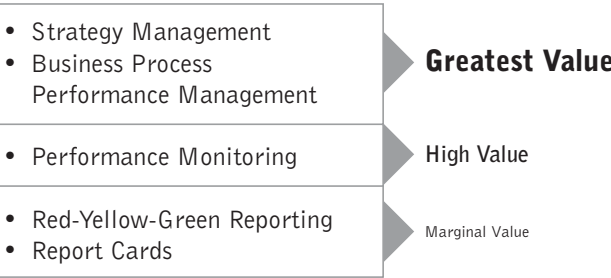 • Strategy Management
• Business Process
Performance Management
Greatest Value
• Performance Monitoring
High Value
• Red-Yellow-Green Reporting
• Report Cards
Marginal Value